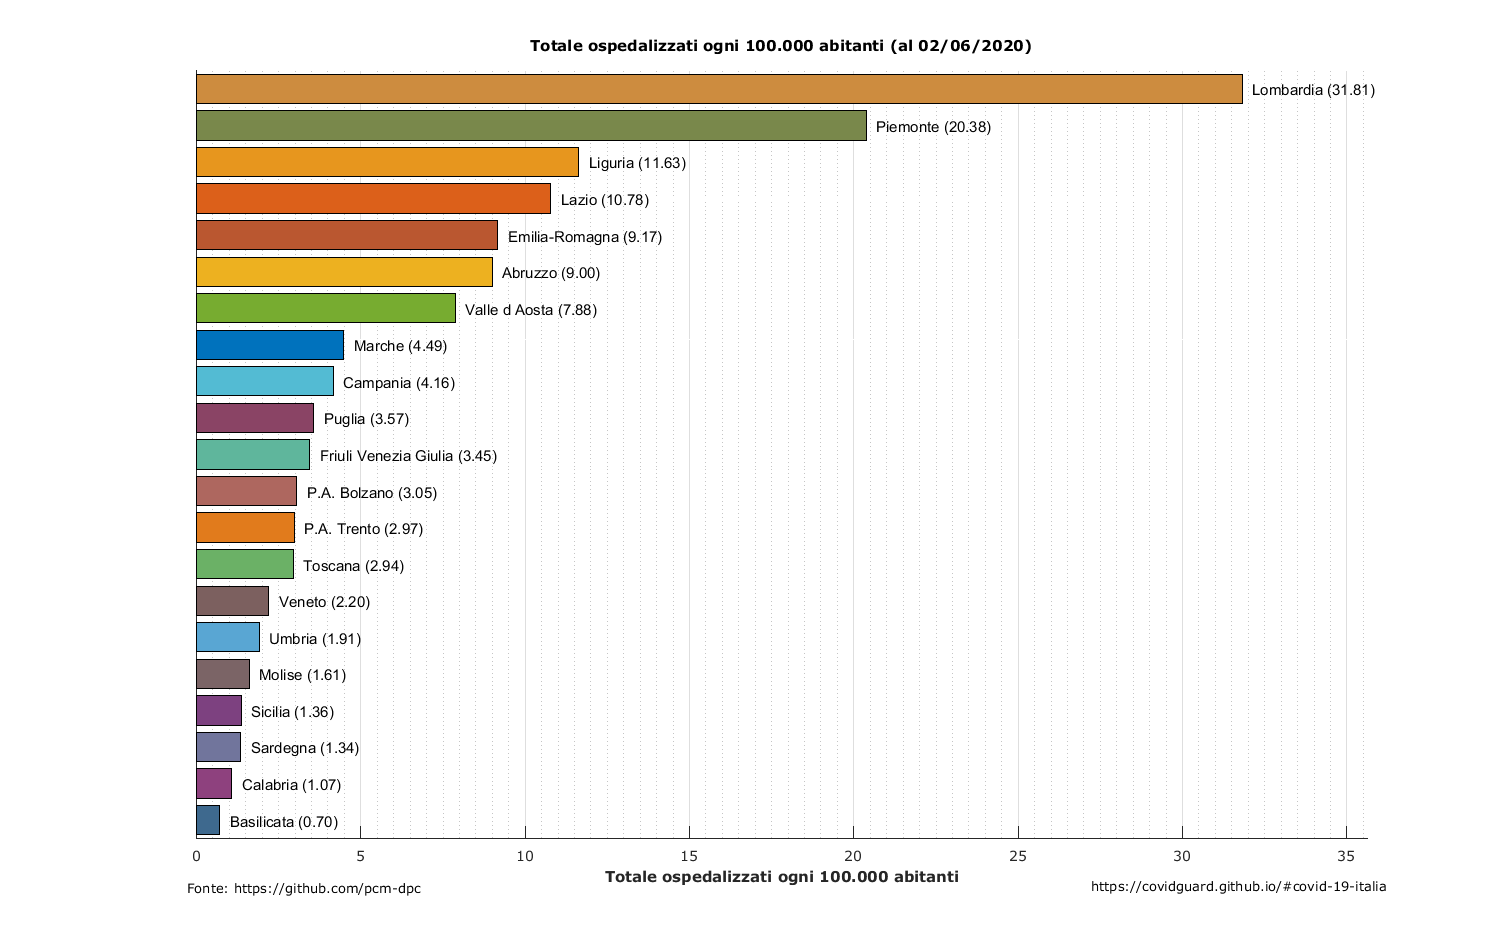 Totale ospedalizzati ogni 100.000 abitanti (al 02/06/2020)
Lombardia (31.81)
Piemonte (20.38)
Liguria (11.63)
Lazio (10.78)
Emilia-Romagna (9.17)
Abruzzo (9.00)
Valle d Aosta (7.88)
Marche (4.49)
Campania (4.16)
Puglia (3.57)
Friuli Venezia Giulia (3.45)
P.A. Bolzano (3.05)
P.A. Trento (2.97)
Toscana (2.94)
Veneto (2.20)
Umbria (1.91)
Molise (1.61)
Sicilia (1.36)
Sardegna (1.34)
Calabria (1.07)
Basilicata (0.70)
0 5 10 15 20 25 30 35
Totale ospedalizzati ogni 100.000 abitanti
Fonte: https://github.com/pcm-dpc
https://covidguard.github.io/#covid-19-italia